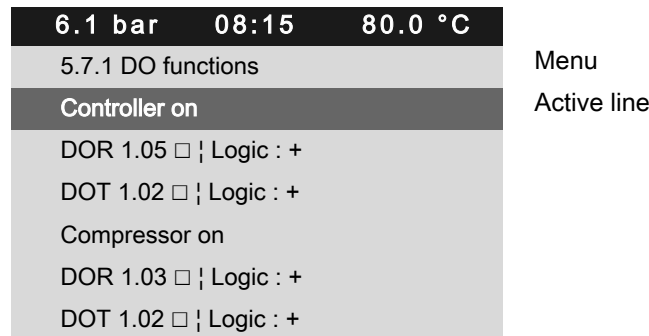 6.1 bar 08:15 80.0 °C
5.7.1 DO functions Menu
Controller on Active line
DOR 1.05 □ ¦ Logic : +
DOT 1.02 □ ¦ Logic : +
Compressor on
DOR 1.03 □ ¦ Logic : +
DOT 1.02 □ ¦ Logic : +